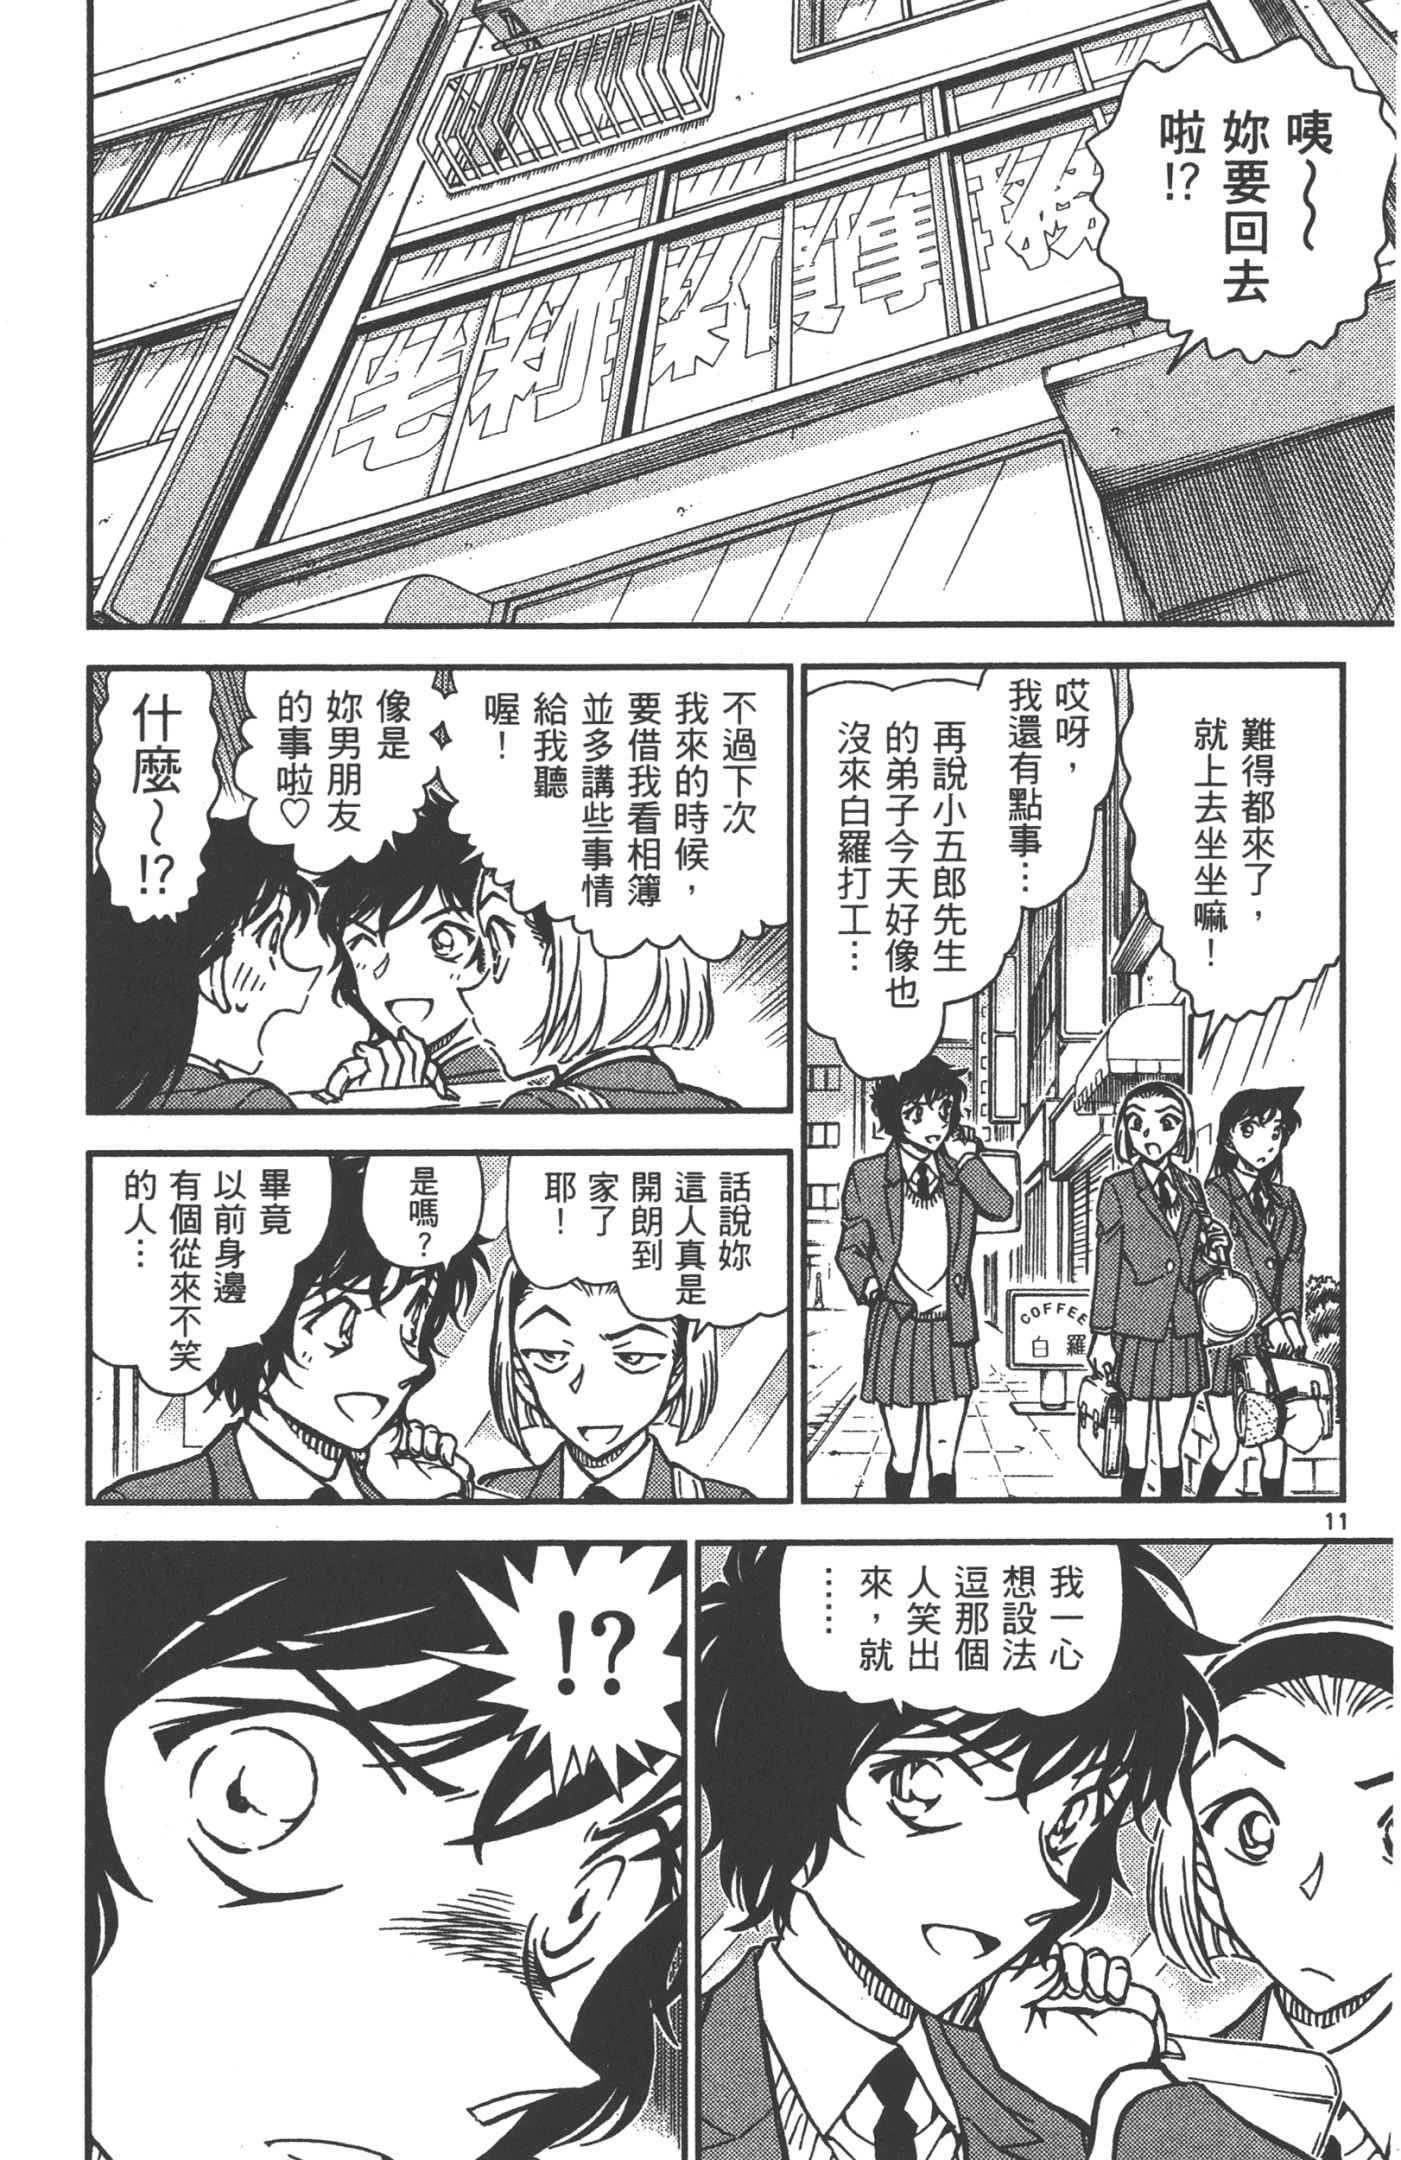 咦～～
妳要回去
啦!?
毛利偵探事務
難得都來了，
就上去坐坐嘛！
哎呀，
我還有點事…
再說小五郎先生
的弟子今天好像也
沒來白羅打工…
COFFEE
白羅
不過下次
我來的時候，
要借我看相簿
並多講些事情
給我聽
喔！
像是
妳男朋友
的事啦♡
什麼～!?
話說妳
這人真是
開朗到
家了
耶！
是嗎？
畢竟
以前身邊
有個從來不笑
的人…
11
我一心
想設法
逗那個
人笑出
來，就
……
!?